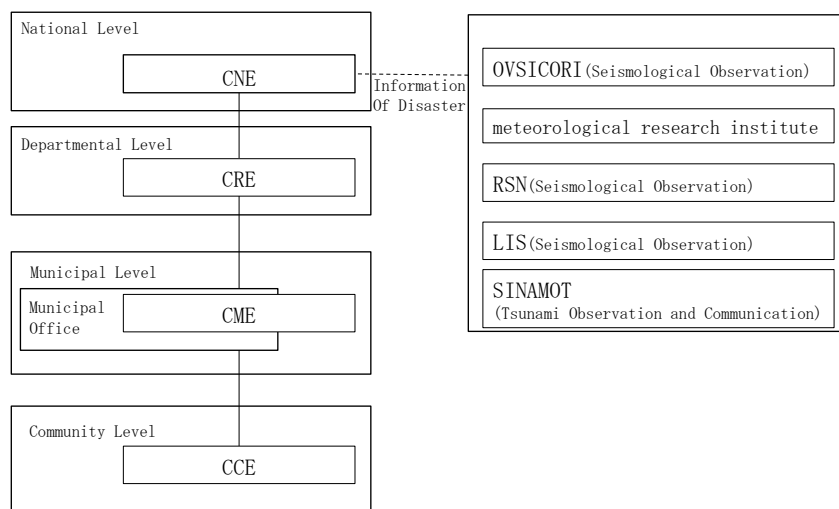 National Level
CNE
Information
Of Disaster
Departmental Level
CRE
Municipal Level
Municipal
Office
CME
Community Level
CCE
OVSICORI(Seismological Observation)
meteorological research institute
RSN(Seismological Observation)
LIS(Seismological Observation)
SINAMOT
(Tsunami Observation and Communication)